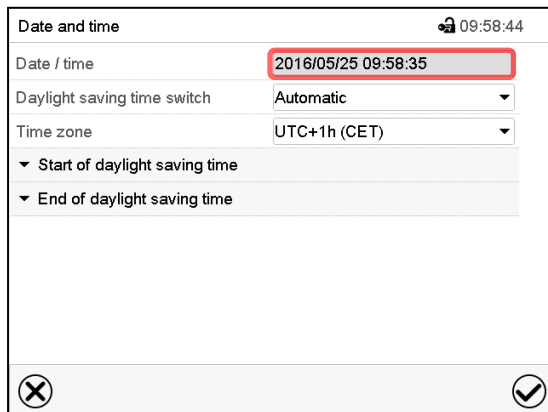 Date and time 09:58:44
Date / time 2016/05/25 09:58:35
Daylight saving time switch Automatic
Time zone UTC+1h (CET)
Start of daylight saving time
End of daylight saving time